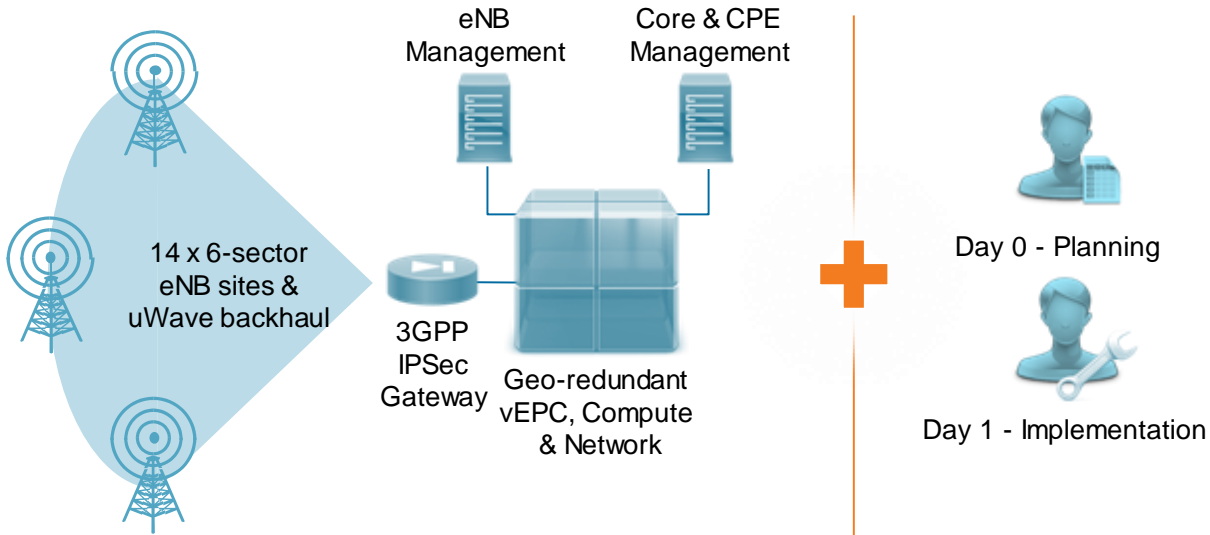 eNB
Management
Core & CPE
Management
14 x 6-sector
eNB sites &
uWave backhaul
3GPP
IPSec
Gateway
Geo-redundant
vEPC, Compute
& Network
Day 0 - Planning
Day 1 - Implementation